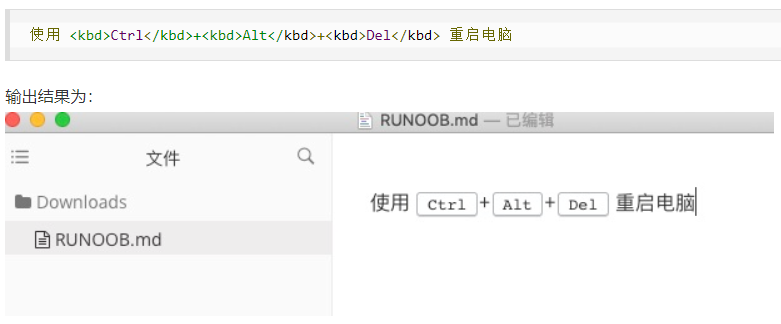 使用 <kbd>Ctrl</kbd>+<kbd>Alt</kbd>+<kbd>Del</kbd> 重启电脑
输出结果为：
RUNOOB.md — 已编辑
文件
Downloads
RUNOOB.md
使用 Ctrl+Alt+Del 重启电脑